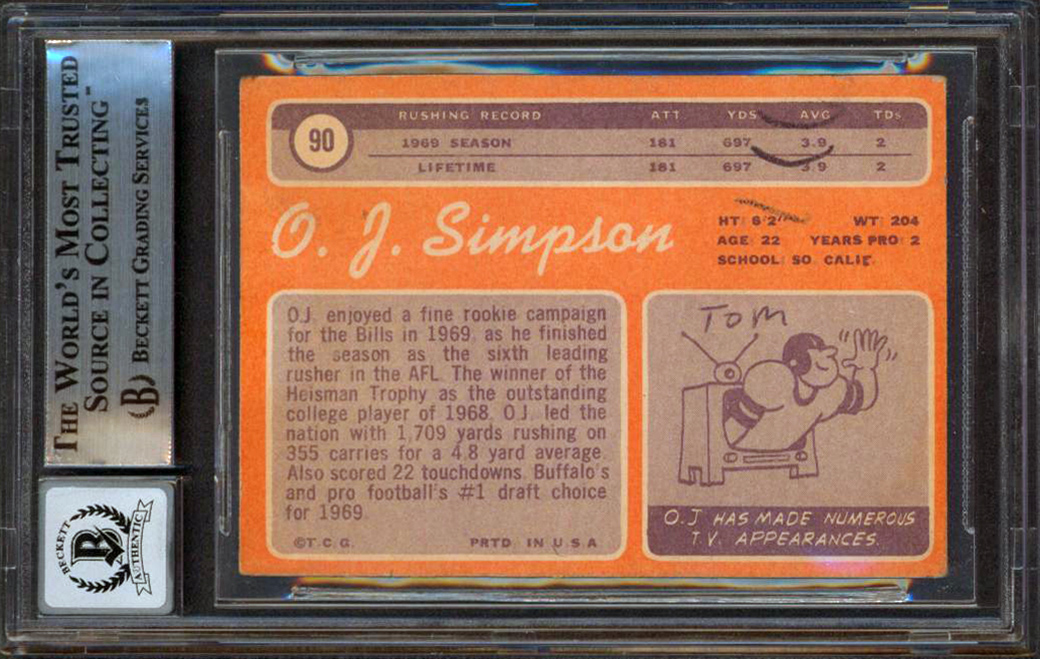 THE WORLD'S MOST TRUSTED
SOURCE IN COLLECTING™
BECKETT GRADING SERVICES
BECKETT
AUTHENTIC
90
RUSHING RECORD ATT YDS AVG TDs
1969 SEASON 181 697 3.9 2
LIFETIME 181 697 3.9 2
O. J. Simpson
HT: 6'2" WT: 204
AGE: 22 YEARS PRO: 2
SCHOOL: SO. CALIF.
O.J. enjoyed a fine rookie campaign
for the Bills in 1969, as he finished
the season as the sixth leading
rusher in the AFL. The winner of the
Heisman Trophy as the outstanding
college player of 1968, O.J. led the
nation with 1,709 yards rushing on
355 carries for a 4.8 yard average.
Also scored 22 touchdowns. Buffalo's
and pro football's #1 draft choice
for 1969.
©T.C.G. PRTD. IN U.S.A.
Tom
O.J. HAS MADE NUMEROUS
T.V. APPEARANCES.